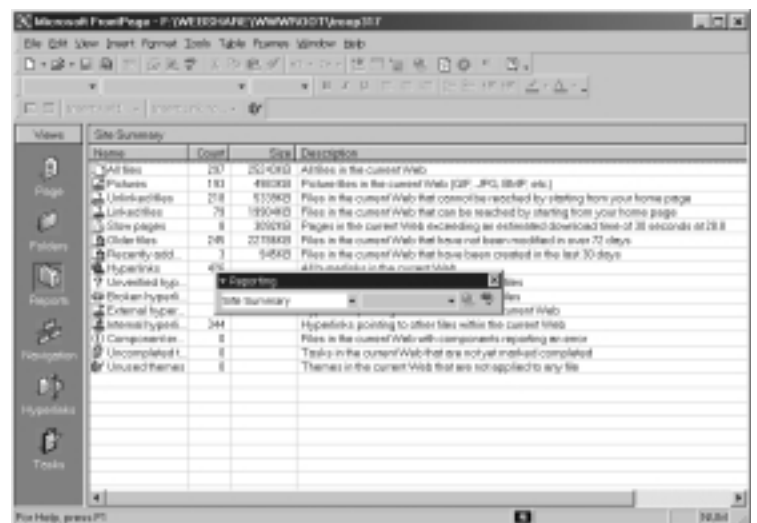 Microsoft FrontPage - F:\WEBSHARE\WWWROOT\
File Edit View Insert Format Tools Table Frames Window Help
Views
Site Summary
Name Count Size Description
All files 297 All files in the current Web
Pictures 193 Picture files in the current Web (GIF, JPG, BMP, etc.)
Unlinked files 218 Files in the current Web that cannot be reached by starting from your home page
Linked files 79 Files in the current Web that can be reached by starting from your home page
Slow pages Pages in the current Web exceeding an estimated download time of 30 seconds at 28.8
Older files Files in the current Web that have not been modified in over 72 days
Recently add... 3 Files in the current Web that have been created in the last 30 days
Hyperlinks All hyperlinks in the current Web
Unverified hyp...
Broken hyperli...
External hyper... current Web
Internal hyperli... 344 Hyperlinks pointing to other files within the current Web
Component er... 0 Files in the current Web with components reporting an error
Uncompleted t... 0 Tasks in the current Web that are not yet marked completed
Unused themes 0 Themes in the current Web that are not applied to any file
Reporting
Site Summary
Page
Folders
Reports
Navigation
Hyperlinks
Tasks
For Help, press F1
NUM